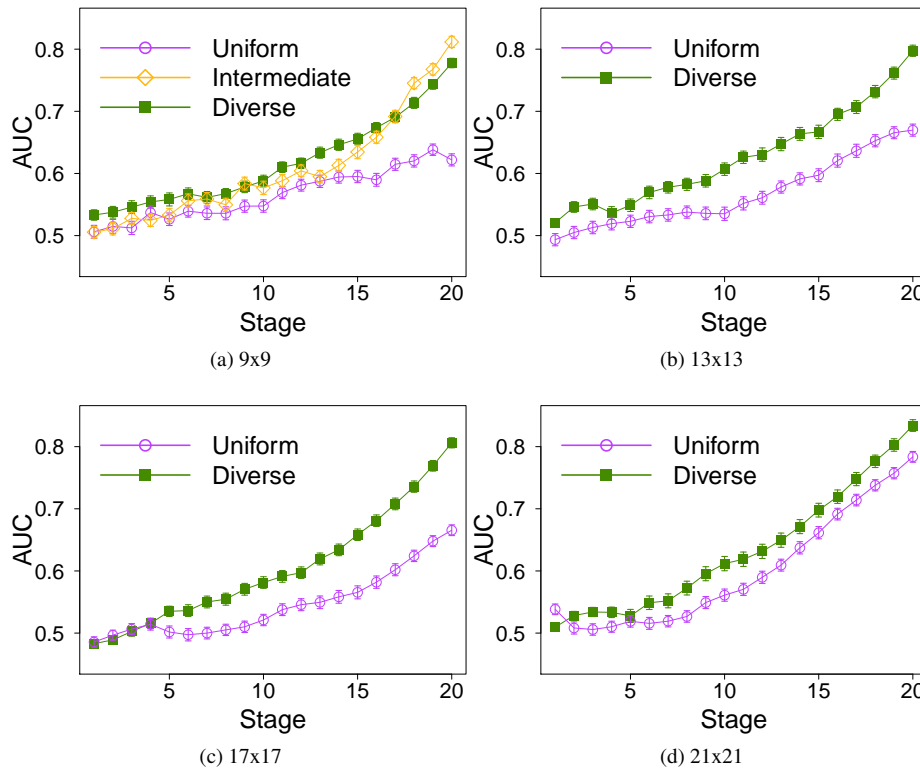 Uniform
Intermediate
Diverse
AUC
0.8
0.7
0.6
0.5
5 10 15 20
Stage
(a) 9x9
Uniform
Diverse
AUC
0.8
0.7
0.6
0.5
5 10 15 20
Stage
(b) 13x13
Uniform
Diverse
AUC
0.8
0.7
0.6
0.5
5 10 15 20
Stage
(c) 17x17
Uniform
Diverse
AUC
0.8
0.7
0.6
0.5
5 10 15 20
Stage
(d) 21x21